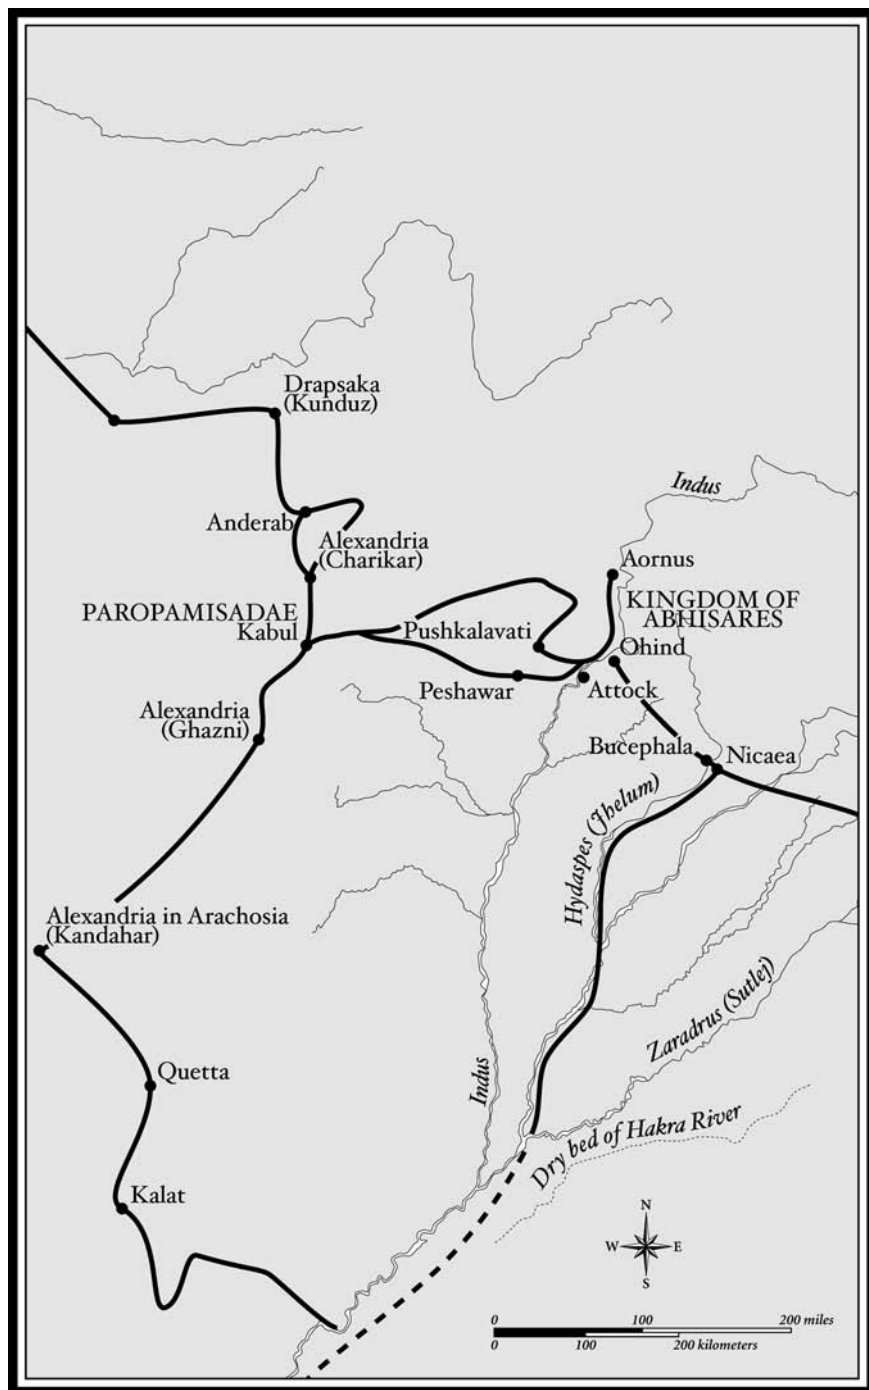 Drapsaka
(Kunduz)
Indus
Anderab
Alexandria
(Charikar)
Aornus
PAROPAMISADAE
Kabul
KINGDOM OF
ABHISARES
Pushkalavati
Ohind
Peshawar
Attock
Alexandria
(Ghazni)
Bucephala
Nicaea
Hydaspes (Jhelum)
Alexandria in Arachosia
(Kandahar)
Zaradrus (Sutlej)
Quetta
Indus
Dry bed of Hakra River
Kalat
N
W E
S
0 100 200 miles
0 100 200 kilometers